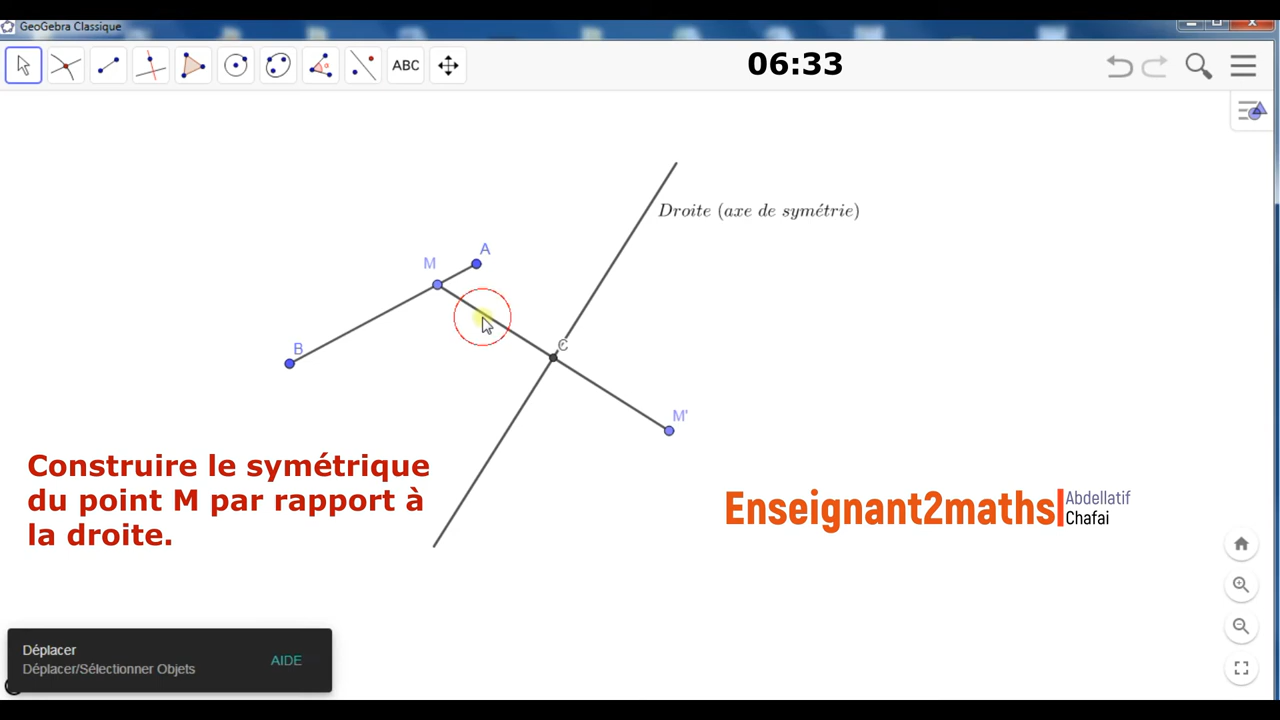 GeoGebra Classique
ABC
06:33
Droite (axe de symétrie)
A
M
B
C
M'
Construire le symétrique
du point M par rapport à
la droite.
Enseignant2maths
Abdellatif
Chafai
Déplacer
Déplacer/Sélectionner Objets
AIDE